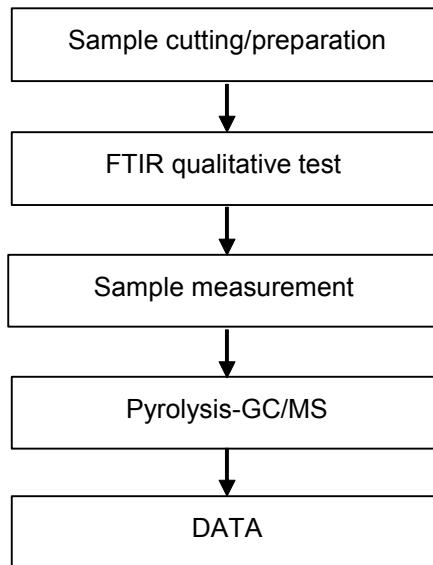 Sample cutting/preparation
FTIR qualitative test
Sample measurement
Pyrolysis-GC/MS
DATA